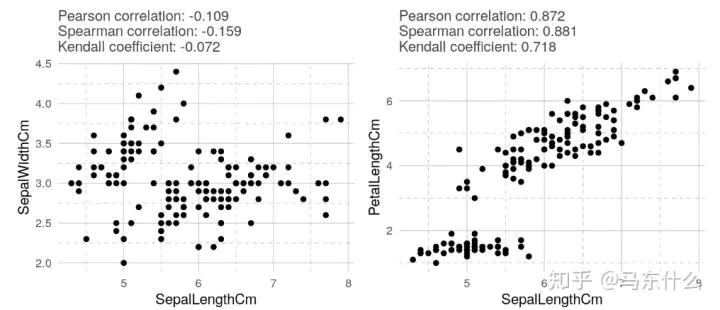 Pearson correlation: -0.109
Spearman correlation: -0.159
Kendall coefficient: -0.072
4.5
4.0
3.5
3.0
2.5
2.0
SepalWidthCm
5
6
7
8
SepalLengthCm
Pearson correlation: 0.872
Spearman correlation: 0.881
Kendall coefficient: 0.718
6
4
2
PetalLengthCm
5
6
7
8
SepalLengthCm
知乎 @马东什么